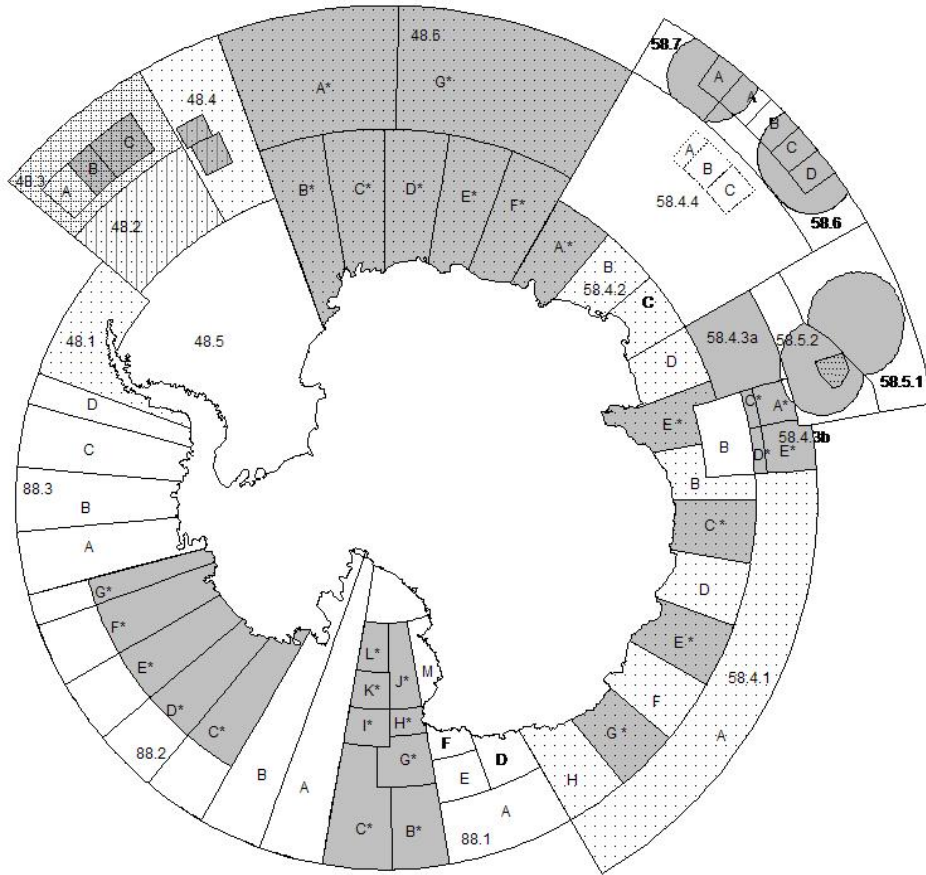 48.6
58.7
A*
G*
48.4
A
A
B
C
C
D
B
A
48.3
A
B
C
B*
C*
D*
E*
F*
58.4.4
58.6
48.2
A*
B
58.4.2
C
48.1
48.5
58.4.3a
58.5.2
D
58.5.1
D
C*
A*
E*
58.4.3b
C
B
D*
E*
88.3
B
B
C*
A
D
G*
F*
E*
L*
M
E*
58.4.1
K*
J*
F
D*
I*
H*
G*
A
C*
F
D
88.2
G*
H
B
A
E
A
C*
B*
88.1